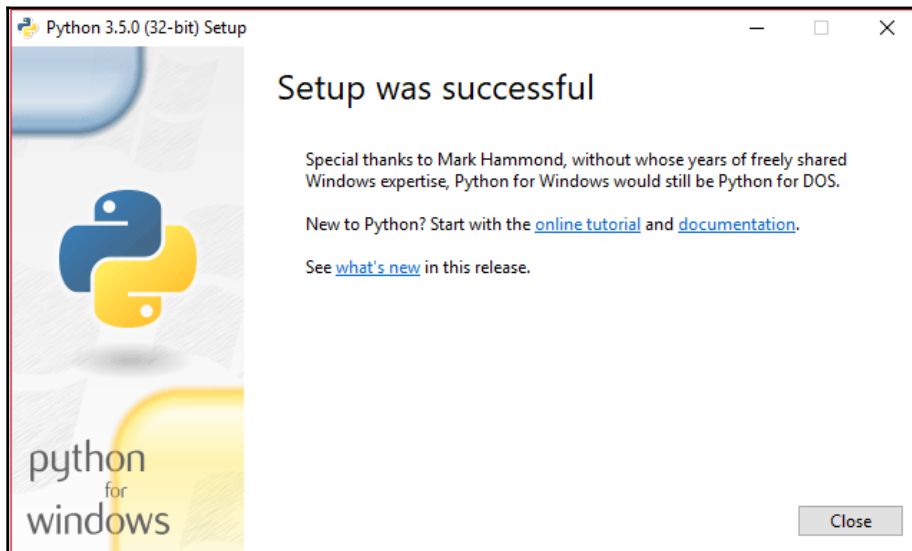 Python 3.5.0 (32-bit) Setup
Setup was successful
Special thanks to Mark Hammond, without whose years of freely shared
Windows expertise, Python for Windows would still be Python for DOS.
New to Python? Start with the online tutorial and documentation.
See what's new in this release.
python
for
windows
Close